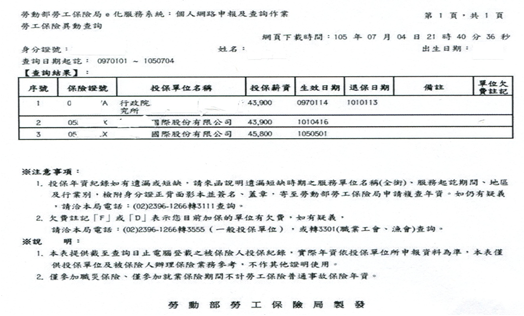 勞動部勞工保險局e化服務系統：個人網路申報及查詢作業 第 1 頁，共 1 頁
勞工保險異動查詢
網頁下載時間：105 年 07 月 04 日 21 時 40 分 36 秒
身分證號： 姓名： 出生日期：
查詢日期起訖： 0970101 ~ 1050704
【查詢結果】：
序號 保險證號 投保單位名稱 投保薪資 生效日期 退保日期 備註 單位欠費註記
1 0 A 行政院 究所 43,900 0970114 1010113
2 05 X 國際股份有限公司 43,900 1010416
3 05 X 國際股份有限公司 45,800 1050501
※注意事項：
1. 投保年資紀錄如有遺漏或短缺，請來函說明遺漏短缺時期之服務單位名稱(全銜)、服務起訖期間、地區
及行業別，檢附身分證正背面影本並簽名、蓋章，寄至勞動部勞工保險局申請復查年資。如仍有疑義
，請洽本局電話：(02)2396-1266轉3111查詢。
2. 欠費註記「F」或「D」表示您目前加保的單位有欠費，如有疑義，
請洽本局電話：(02)2396-1266轉3555（一般投保單位），或轉3301(職業工會、漁會)查詢。
※說 明：
1. 本表提供截至查詢日止電腦登載之被保險人投保紀錄，實際年資依投保單位所申報資料為準，本表僅
供投保單位及被保險人辦理保險業務參考、不作其他證明使用。
2. 僅參加職災保險、僅參加就業保險期間不計勞工保險普通事故保險年資。
勞 動 部 勞 工 保 險 局 製 發